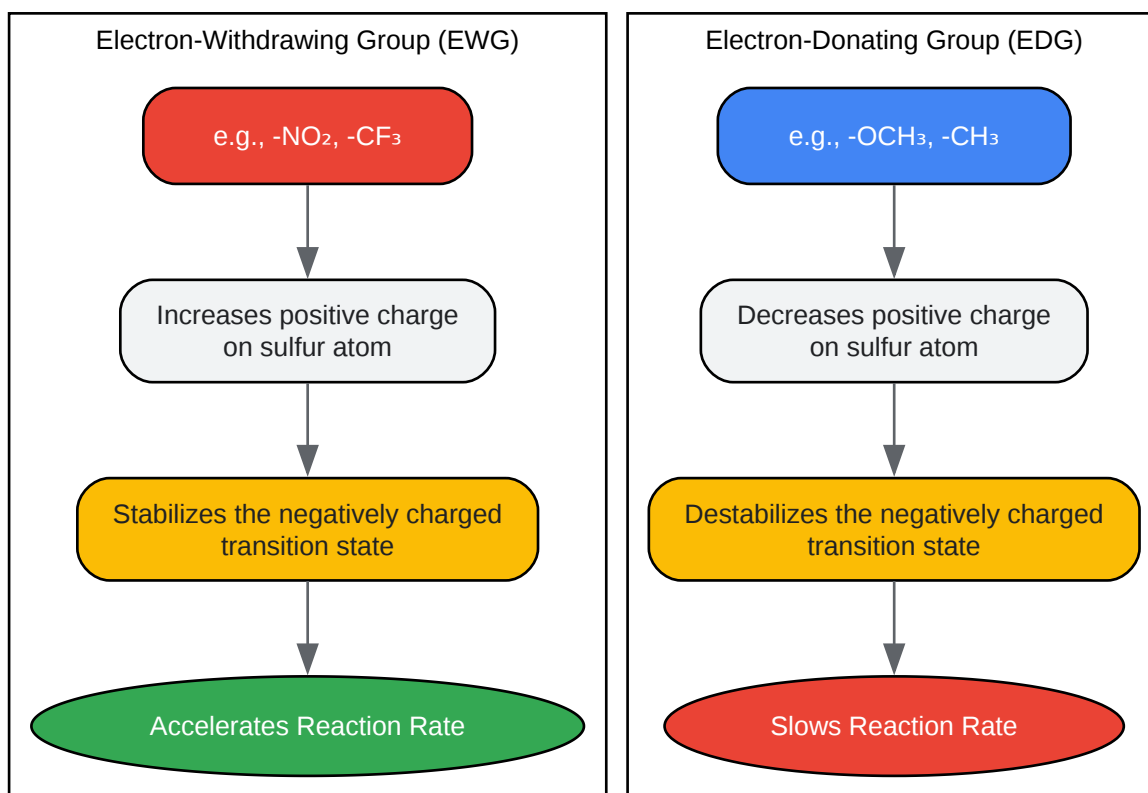 Electron-Withdrawing Group (EWG)
e.g., -NO₂, -CF₃
Increases positive charge
on sulfur atom
Stabilizes the negatively charged
transition state
Accelerates Reaction Rate
Electron-Donating Group (EDG)
e.g., -OCH₃, -CH₃
Decreases positive charge
on sulfur atom
Destabilizes the negatively charged
transition state
Slows Reaction Rate